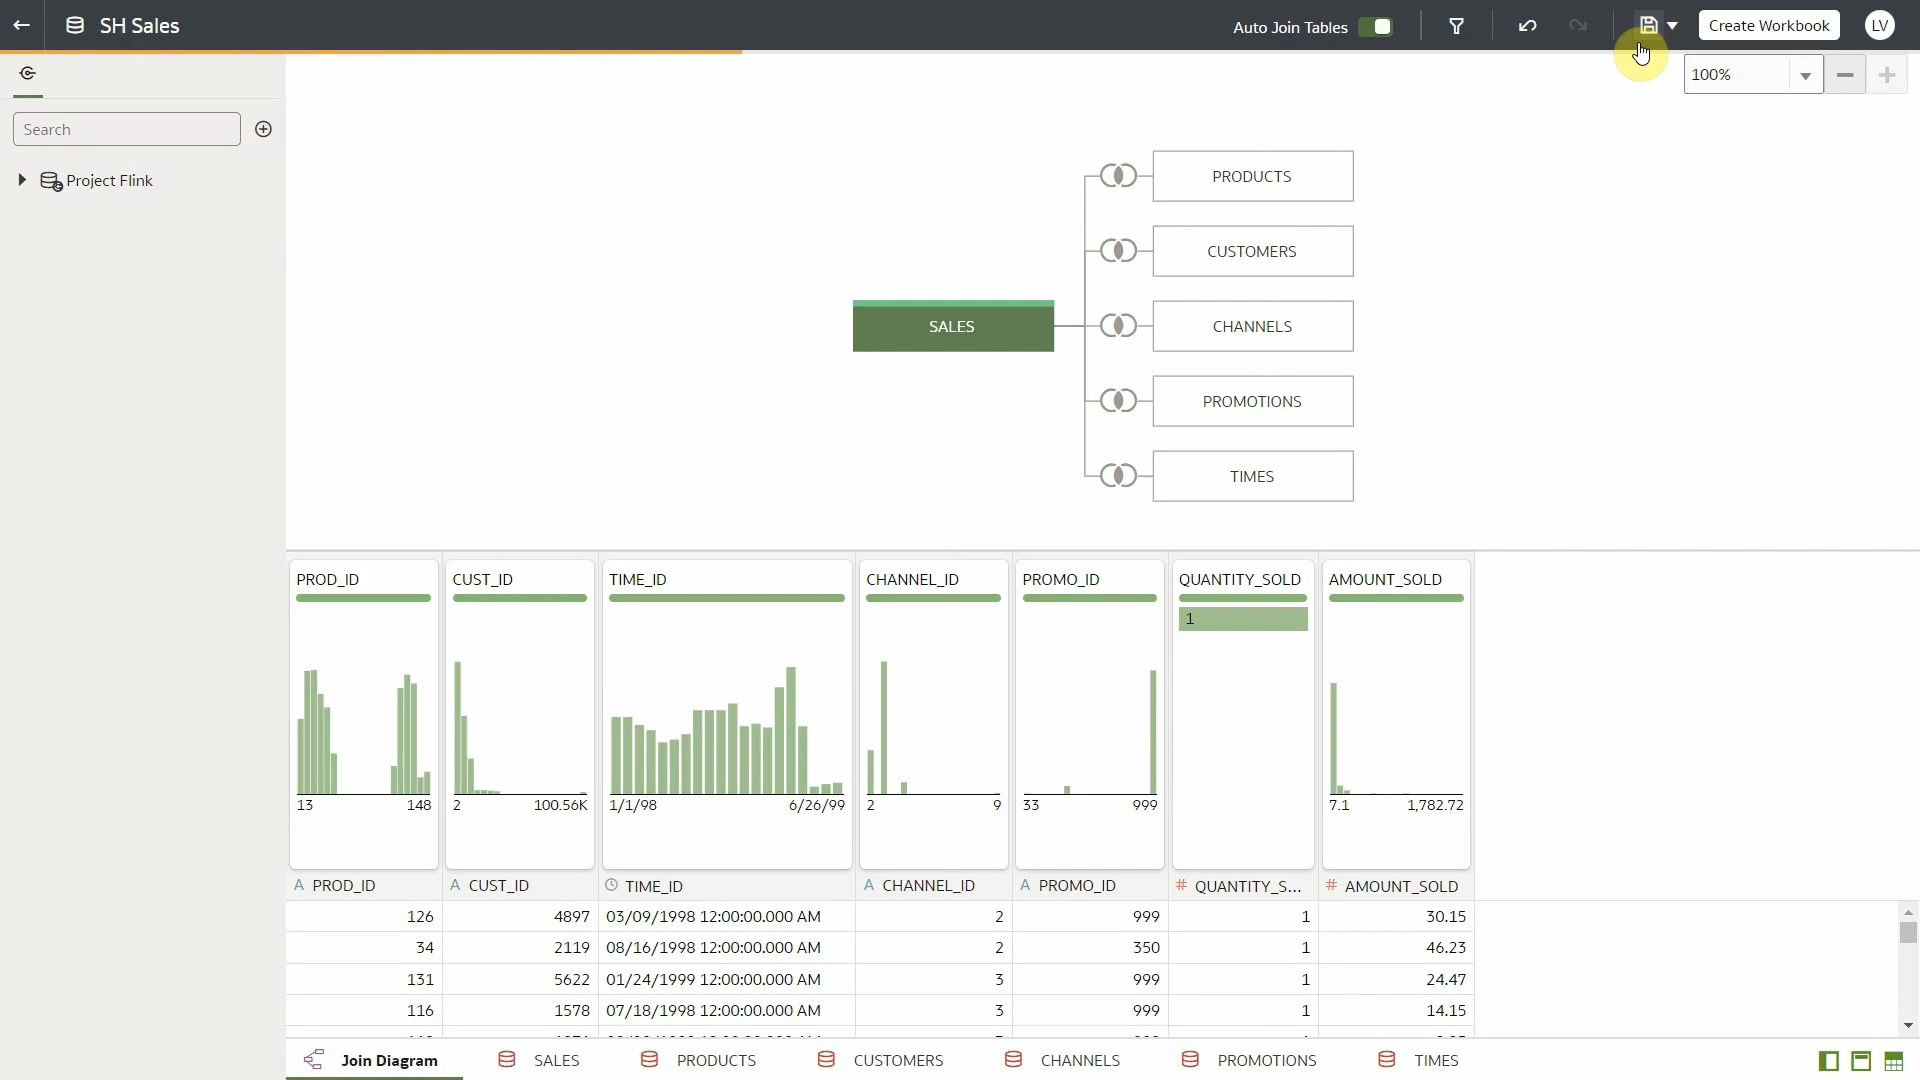 SH Sales
Auto Join Tables
Create Workbook
LV
100%
Search
Project Flink
PRODUCTS
CUSTOMERS
SALES
CHANNELS
PROMOTIONS
TIMES
PROD_ID CUST_ID TIME_ID CHANNEL_ID PROMO_ID QUANTITY_SOLD AMOUNT_SOLD
1
13 148 2 100.56K 1/1/98 6/26/99 2 9 33 999 7.1 1,782.72
A PROD_ID A CUST_ID TIME_ID A CHANNEL_ID A PROMO_ID # QUANTITY_S... # AMOUNT_SOLD
126 4897 03/09/1998 12:00:00.000 AM 2 999 1 30.15
34 2119 08/16/1998 12:00:00.000 AM 2 350 1 46.23
131 5622 01/24/1999 12:00:00.000 AM 3 999 1 24.47
116 1578 07/18/1998 12:00:00.000 AM 3 999 1 14.15
Join Diagram SALES PRODUCTS CUSTOMERS CHANNELS PROMOTIONS TIMES